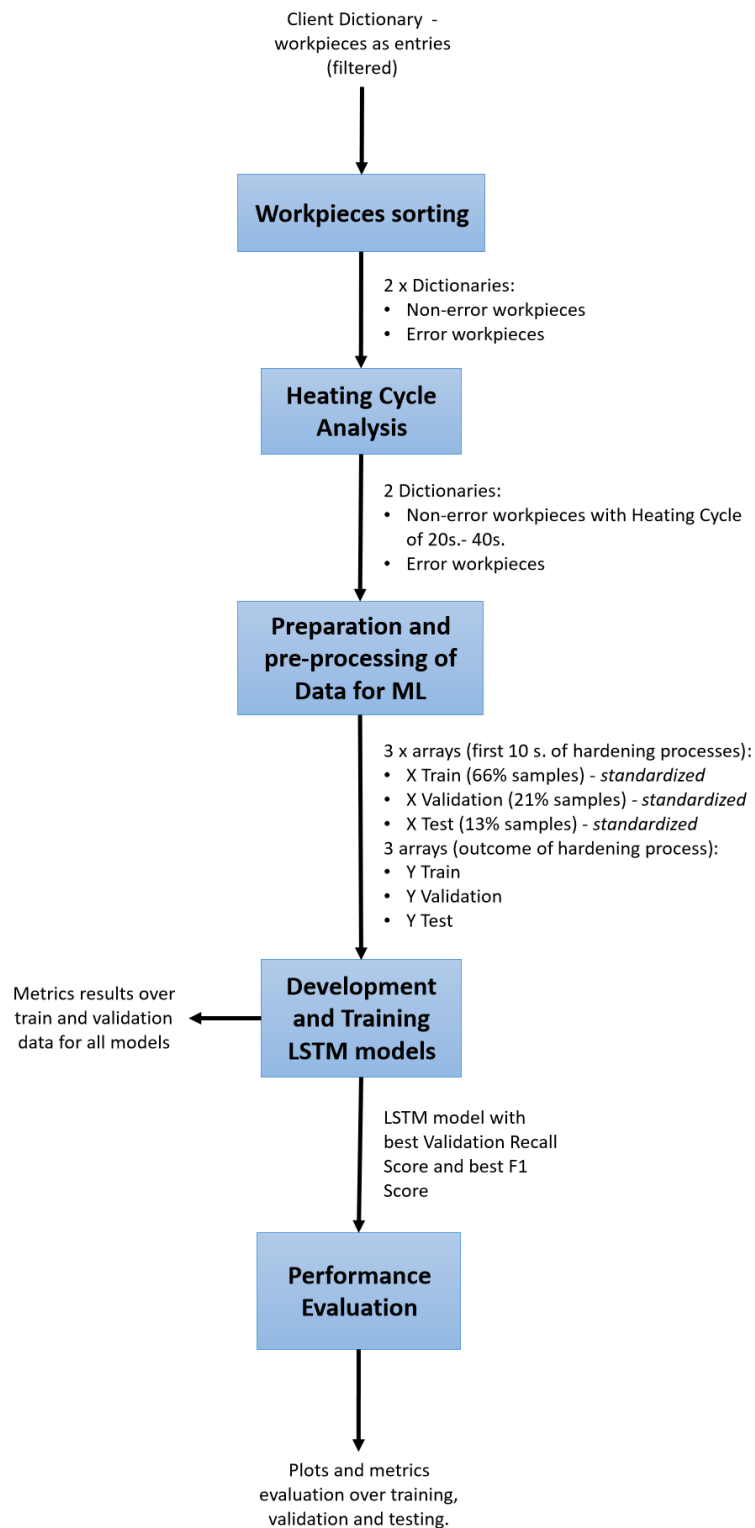 Client Dictionary  -
workpieces as entries
(filtered)
Workpieces sorting
2 x Dictionaries:
• Non-error workpieces
• Error workpieces
Heating Cycle
Analysis
2 Dictionaries:
• Non-error workpieces with Heating Cycle
of 20s.- 40s.
• Error workpieces
Preparation and
pre-processing of
Data for ML
3 x arrays (first 10 s. of hardening processes):
• X Train (66% samples) - standardized
• X Validation (21% samples) - standardized
• X Test (13% samples) - standardized
3 arrays (outcome of hardening process):
• Y Train
• Y Validation
• Y Test
Development
and Training
LSTM models
Metrics results over
train and validation
data for all models
LSTM model with
best Validation Recall
Score and best F1
Score
Performance
Evaluation
Plots and metrics
evaluation over training,
validation and testing.